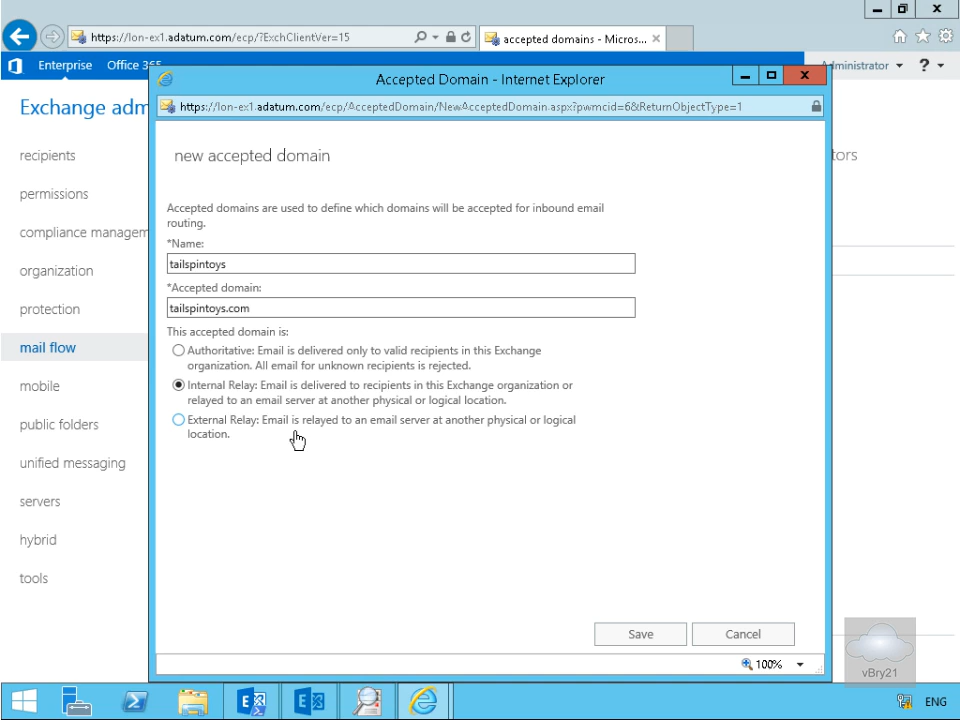 https://lon-ex1.adatum.com/ecp/?ExchClientVer=15
accepted domains - Micros...
Enterprise Office 365
Administrator
?
Accepted Domain - Internet Explorer
https://lon-ex1.adatum.com/ecp/AcceptedDomain/NewAcceptedDomain.aspx?pwmcid=6&ReturnObjectType=1
Exchange adm
recipients
permissions
compliance managem
organization
protection
mail flow
mobile
public folders
unified messaging
servers
hybrid
tools
tors
new accepted domain
Accepted domains are used to define which domains will be accepted for inbound email
routing.
*Name:
tailspintoys
*Accepted domain:
tailspintoys.com
This accepted domain is:
Authoritative: Email is delivered only to valid recipients in this Exchange
organization. All email for unknown recipients is rejected.
Internal Relay: Email is delivered to recipients in this Exchange organization or
relayed to an email server at another physical or logical location.
External Relay: Email is relayed to an email server at another physical or logical
location.
Save Cancel
100%
vBry21
ENG